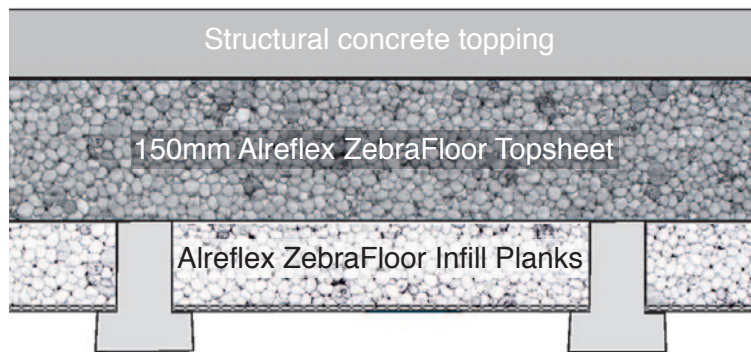 Structural concrete topping
150mm Alreflex ZebraFloor Topsheet
Alreflex ZebraFloor Infill Planks